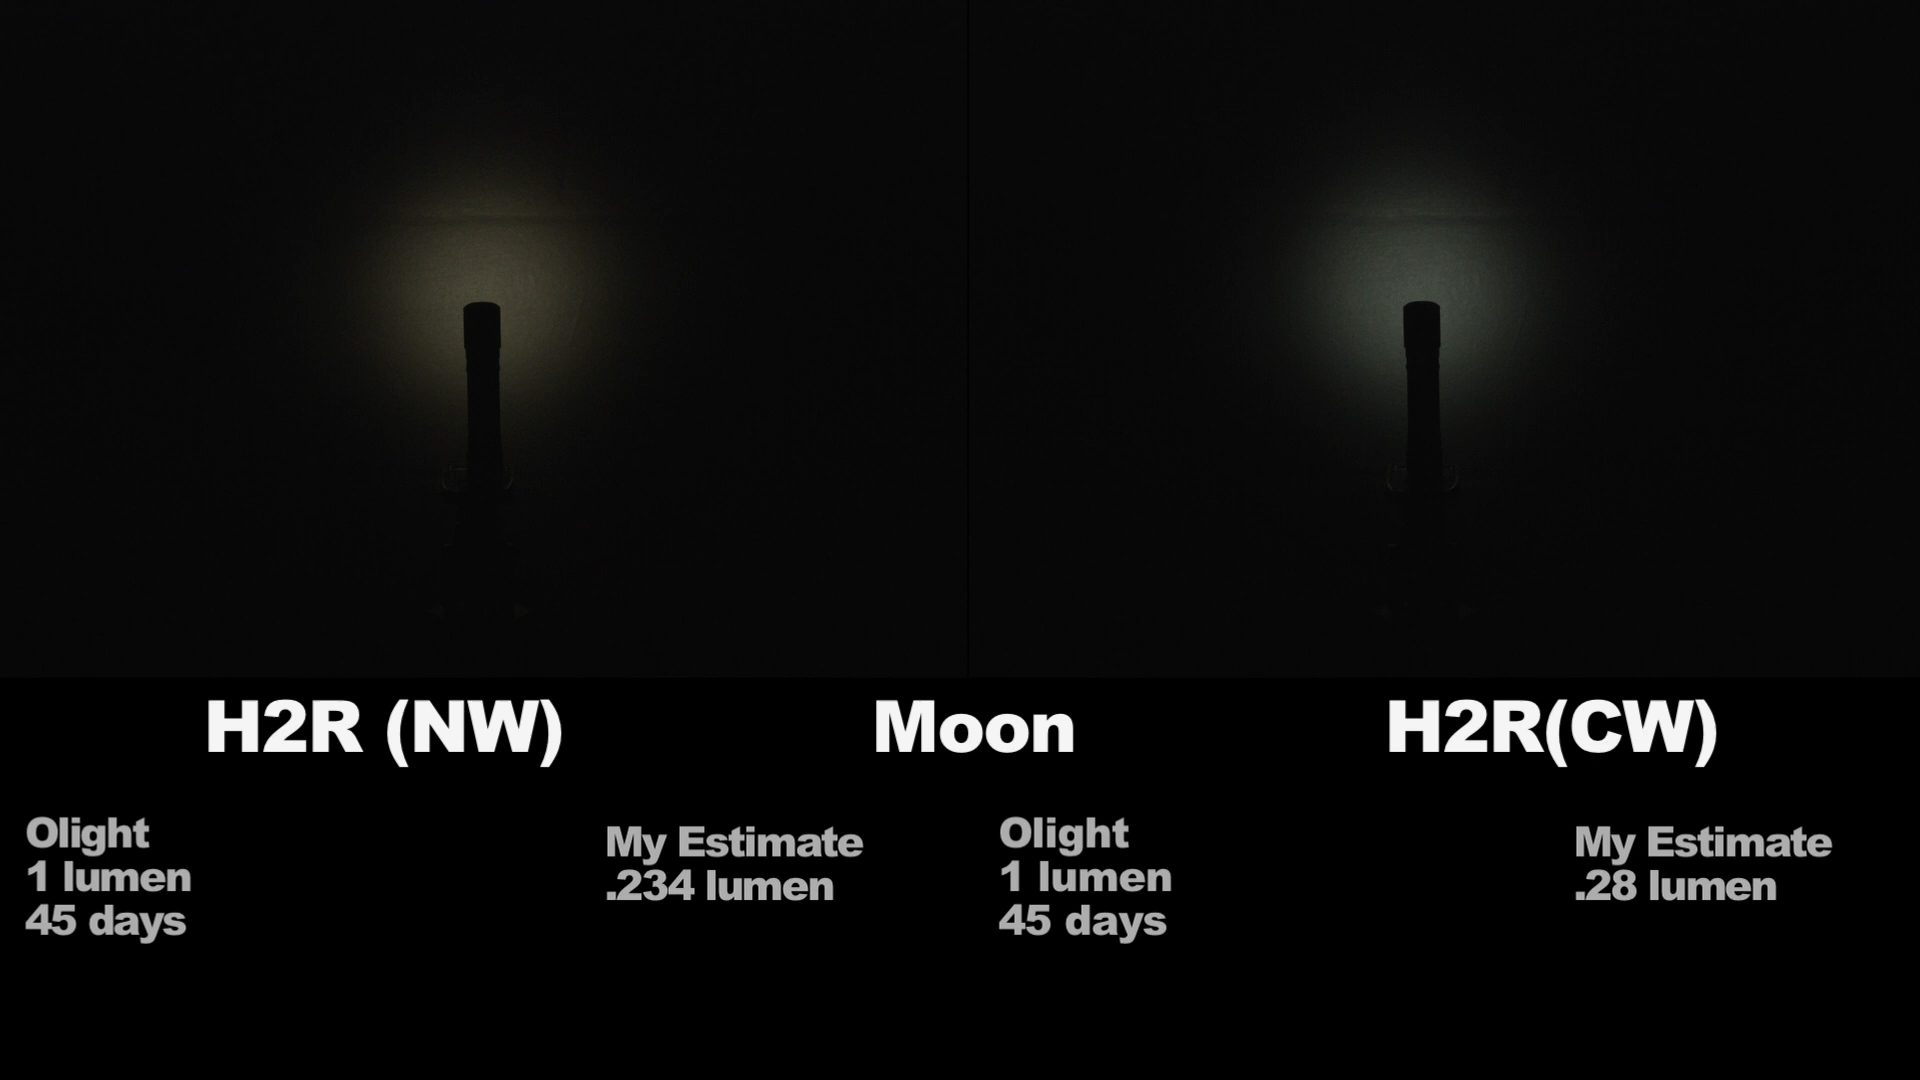 H2R (NW)
Moon
H2R(CW)
Olight
1 lumen
45 days
My Estimate
.234 lumen
Olight
1 lumen
45 days
My Estimate
.28 lumen